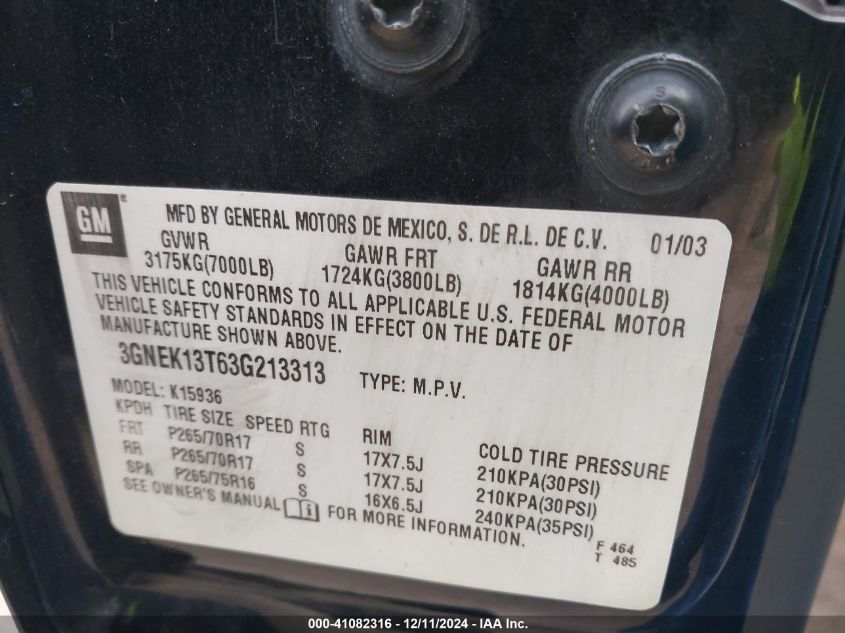 GM®
MFD BY GENERAL MOTORS DE MEXICO, S. DE R.L. DE C.V. 01/03
GVWR GAWR FRT GAWR RR
3175KG(7000LB) 1724KG(3800LB) 1814KG(4000LB)
THIS VEHICLE CONFORMS TO ALL APPLICABLE U.S. FEDERAL MOTOR
VEHICLE SAFETY STANDARDS IN EFFECT ON THE DATE OF
MANUFACTURE SHOWN ABOVE.
3GNEK13T63G213313 TYPE: M.P.V.
MODEL: K15936
KPDH TIRE SIZE SPEED RTG RIM COLD TIRE PRESSURE
FRT P265/70R17 S 17X7.5J 210KPA(30PSI)
RR P265/70R17 S 17X7.5J 210KPA(30PSI)
SPA P265/75R16 S 16X6.5J 240KPA(35PSI)
SEE OWNER'S MANUAL FOR MORE INFORMATION.
F 464
T 485
000-41082316 - 12/11/2024 - IAA Inc.